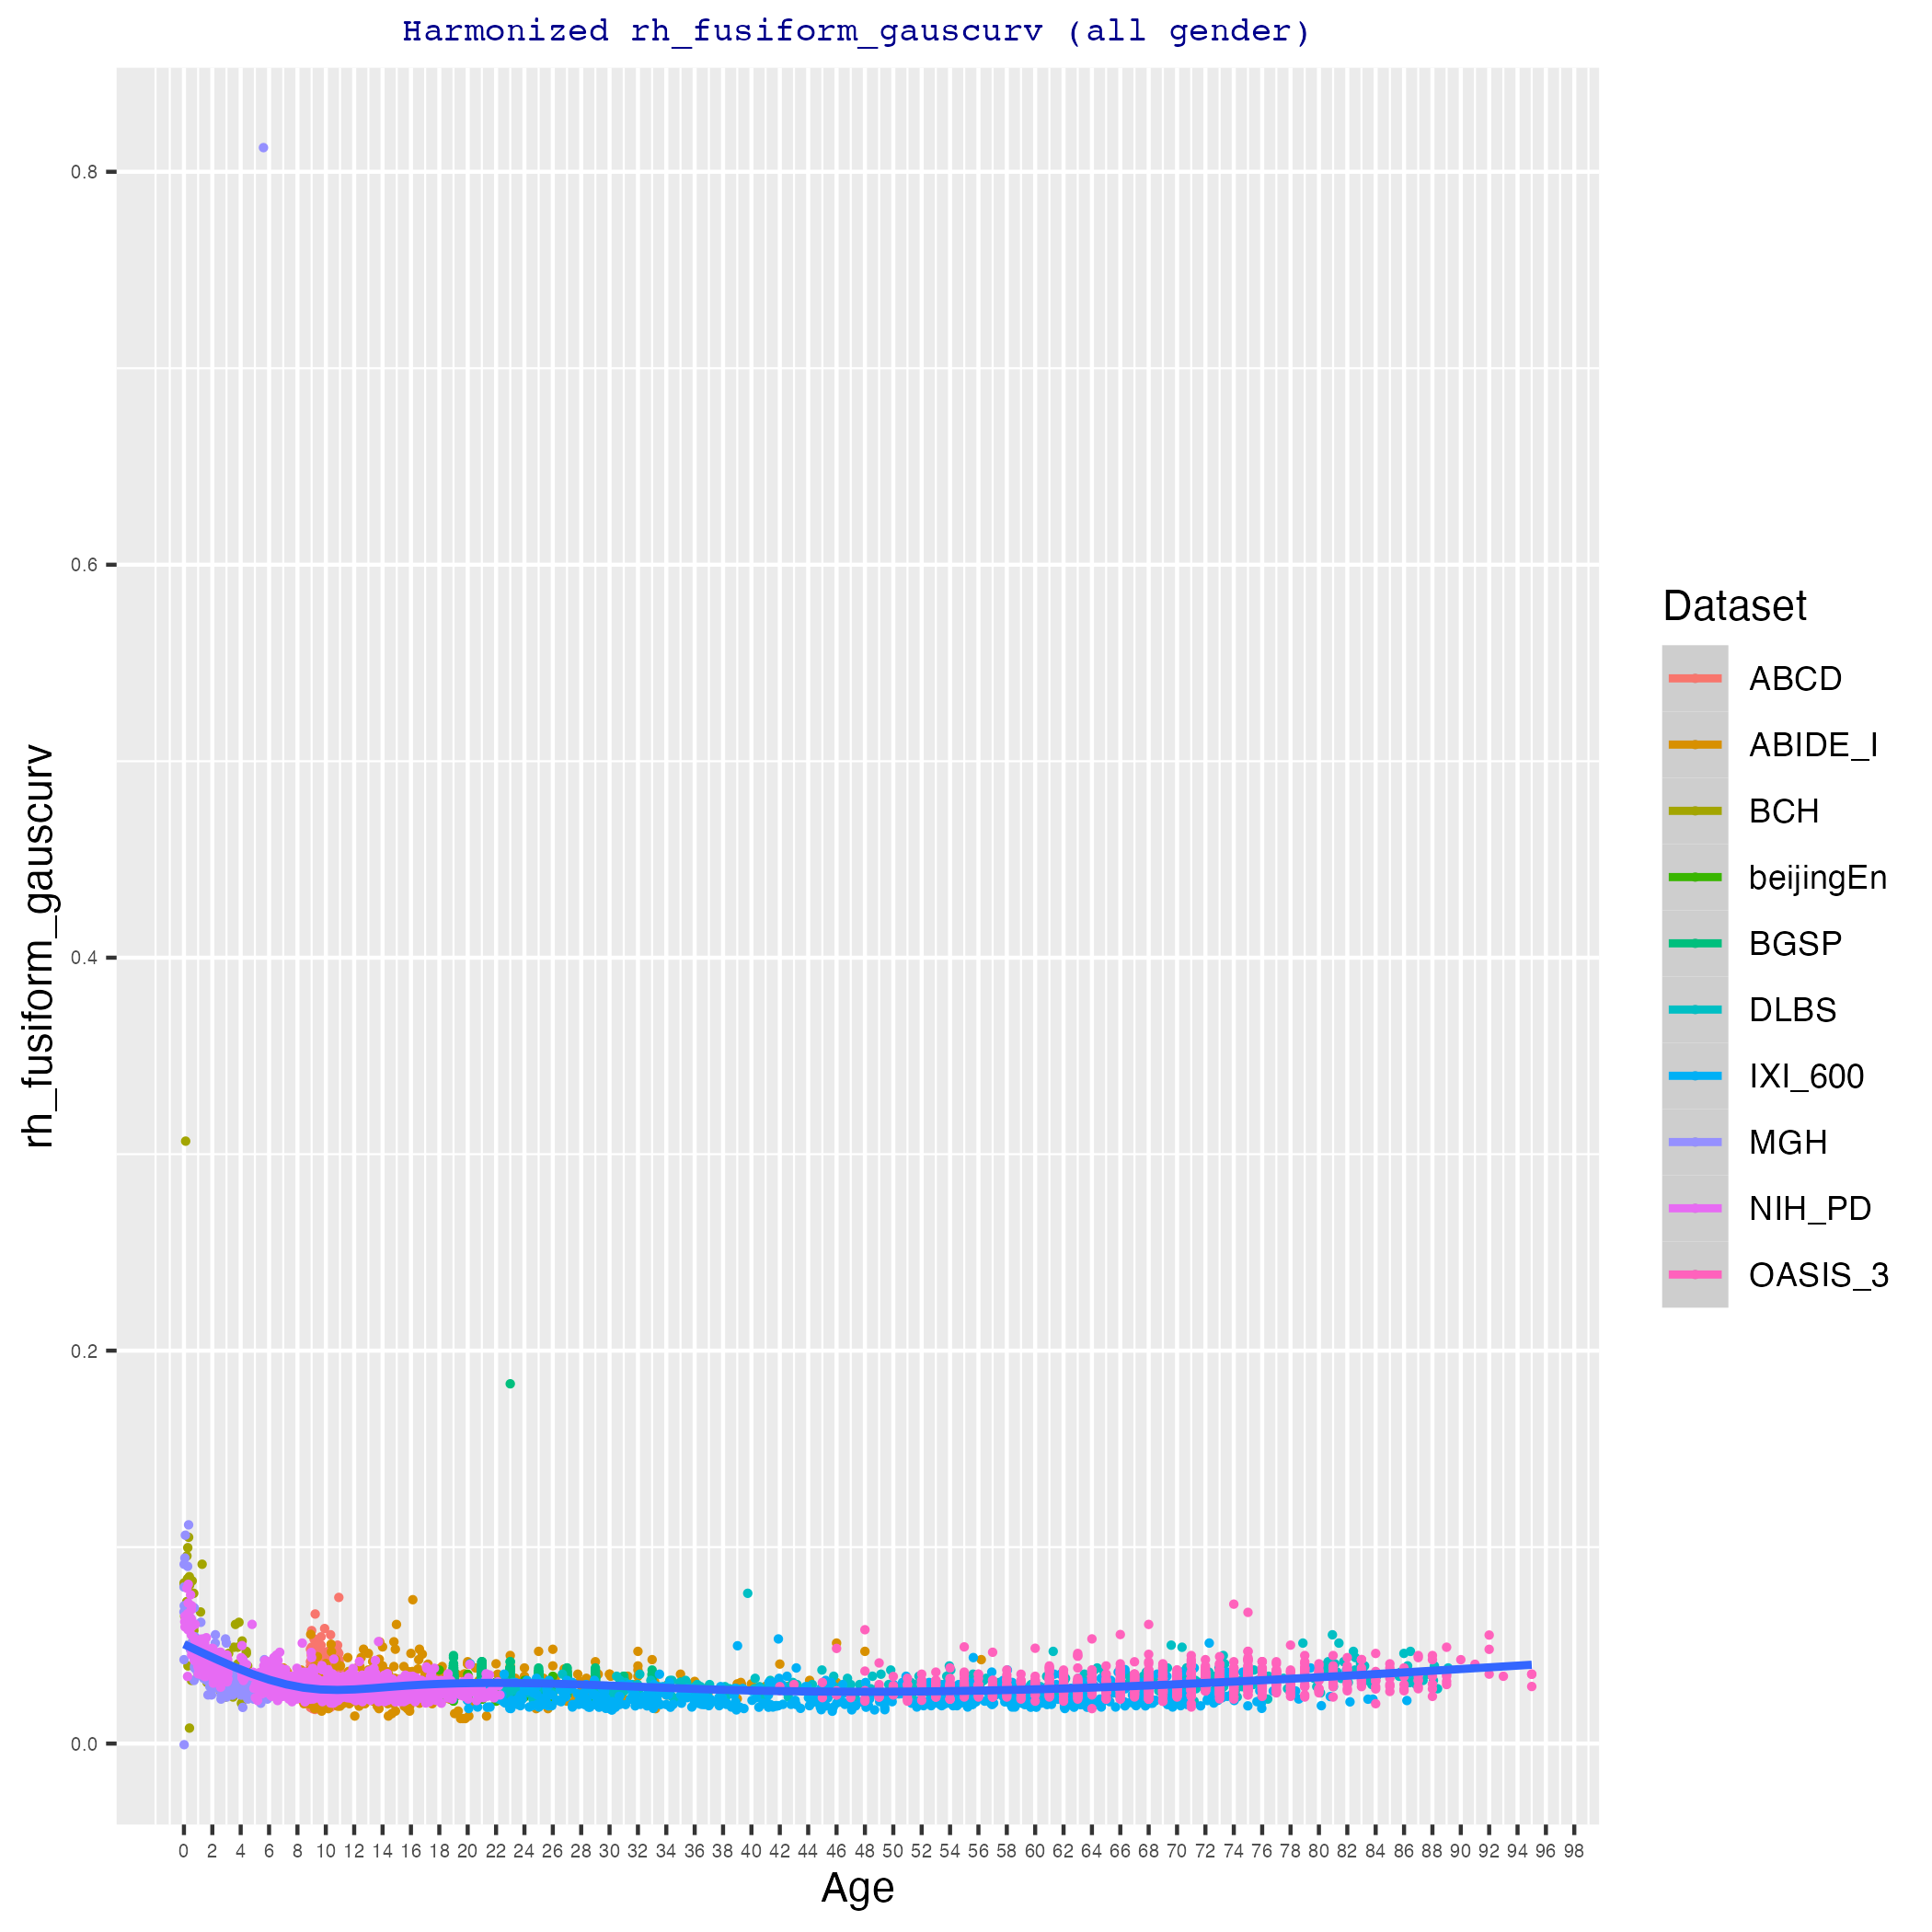 Harmonized rh_fusiform_gauscurv (all gender)
0.8
0.6
0.4
0.2
0.0
rh_fusiform_gauscurv
0 2 4 6 8 10 12 14 16 18 20 22 24 26 28 30 32 34 36 38 40 42 44 46 48 50 52 54 56 58 60 62 64 66 68 70 72 74 76 78 80 82 84 86 88 90 92 94 96 98
Age
Dataset
ABCD
ABIDE_I
BCH
beijingEn
BGSP
DLBS
IXI_600
MGH
NIH_PD
OASIS_3